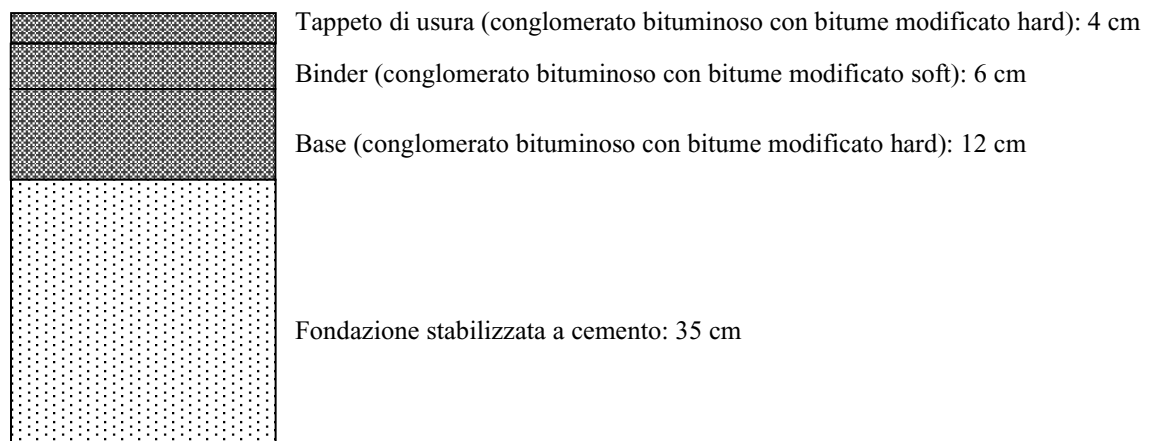 Tappeto di usura (conglomerato bituminoso con bitume modificato hard): 4 cm
Binder (conglomerato bituminoso con bitume modificato soft): 6 cm
Base (conglomerato bituminoso con bitume modificato hard): 12 cm
Fondazione stabilizzata a cemento: 35 cm